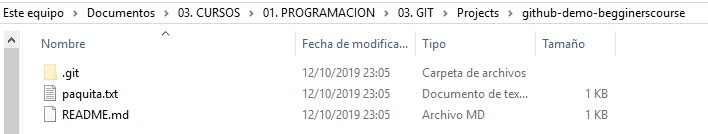 Este equipo > Documentos > 03. CURSOS > 01. PROGRAMACION > 03. GIT > Projects > github-demo-begginerscourse
Nombre Fecha de modifica... Tipo Tamaño
.git 12/10/2019 23:05 Carpeta de archivos
paquita.txt 12/10/2019 23:05 Documento de tex... 1 KB
README.md 12/10/2019 23:05 Archivo MD 1 KB